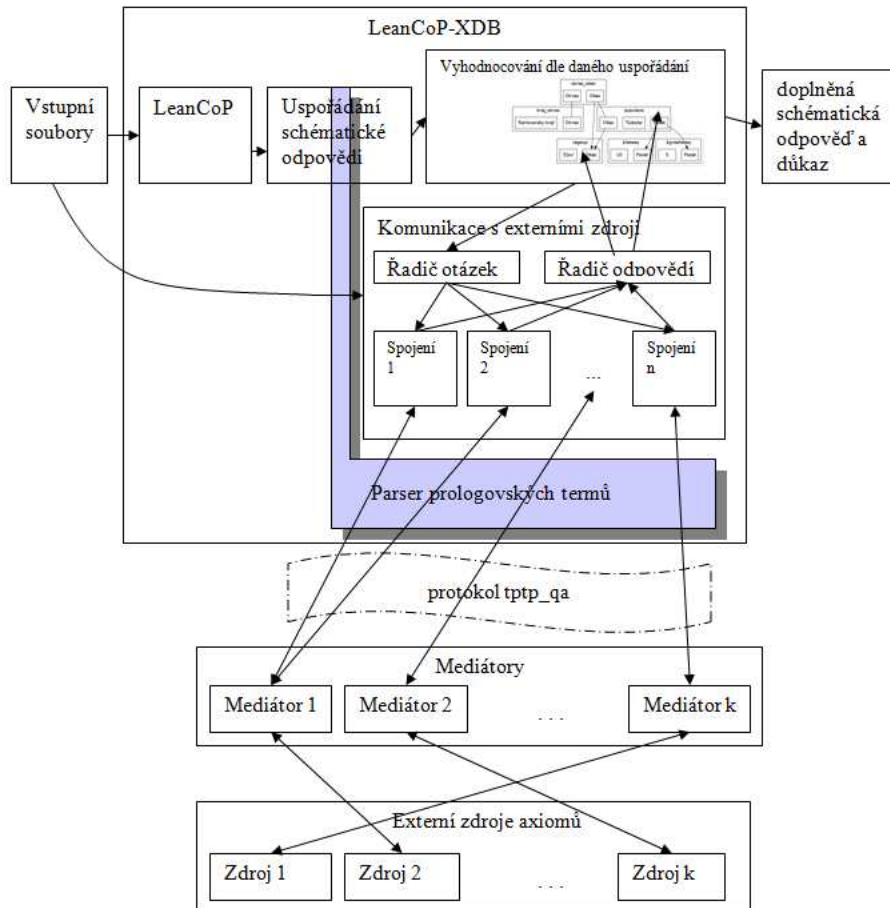 LeanCoP-XDB
Vstupní
soubory
LeanCoP
Uspořádání
schématické
odpovědi
Vyhodnocování dle daného uspořádání
doplněná
schématická
odpověď a
důkaz
Komunikace s externími zdroji
Řadič otázek
Řadič odpovědí
Spojení
1
Spojení
2
...
Spojení
n
Parser prologovských termů
protokol tptp_qa
Mediátory
Mediátor 1
Mediátor 2
. . .
Mediátor k
Externí zdroje axiomů
Zdroj 1
Zdroj 2
. . .
Zdroj k